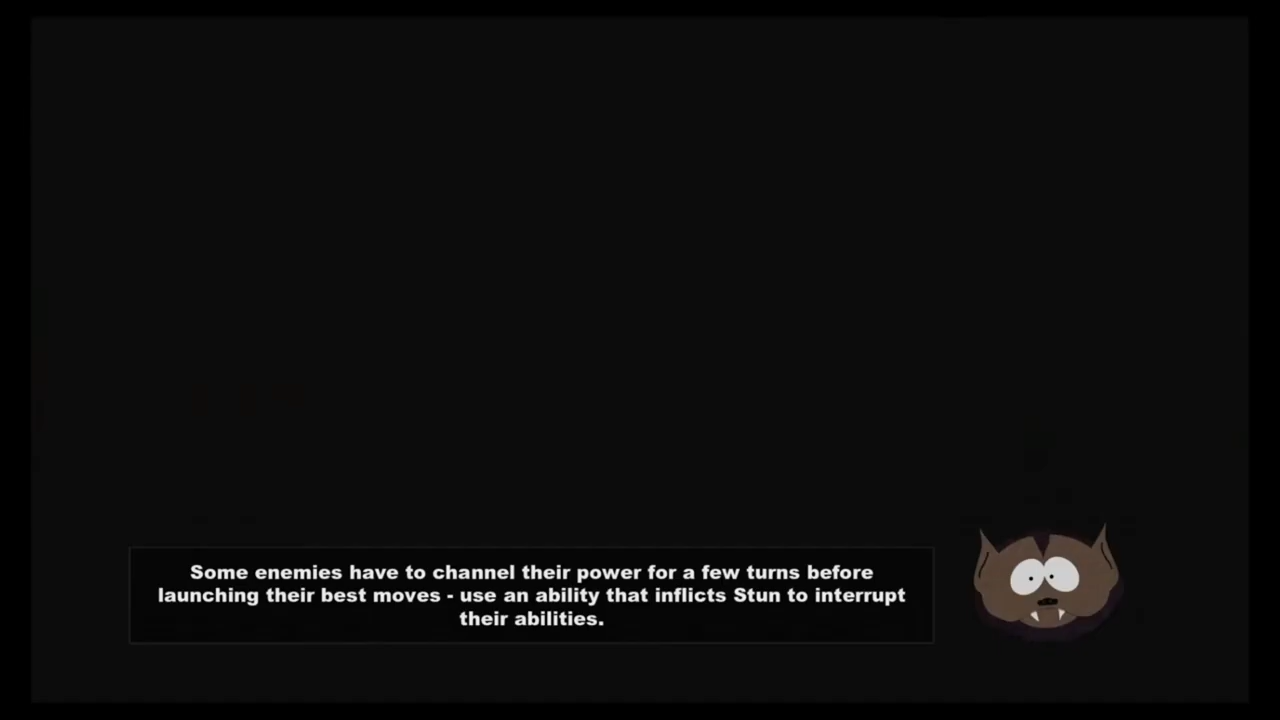 Some enemies have to channel their power for a few turns before
launching their best moves - use an ability that inflicts Stun to interrupt
their abilities.